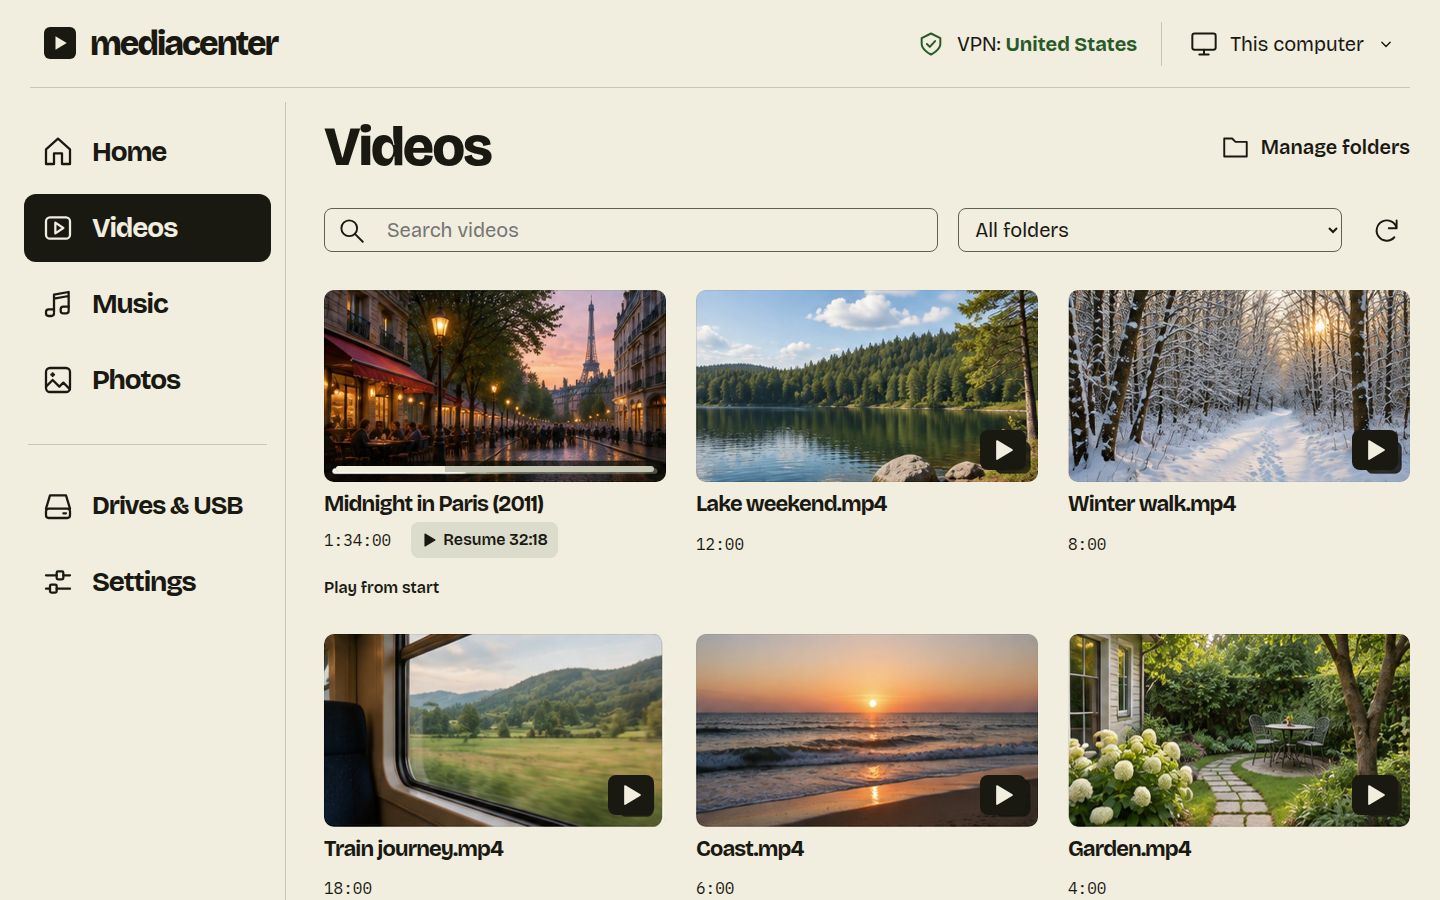 mediacenter
VPN: United States
This computer
Home
Videos
Music
Photos
Drives & USB
Settings
Videos
Manage folders
Search videos
All folders
Midnight in Paris (2011)
1:34:00
Resume 32:18
Play from start
Lake weekend.mp4
12:00
Winter walk.mp4
8:00
Train journey.mp4
18:00
Coast.mp4
6:00
Garden.mp4
4:00